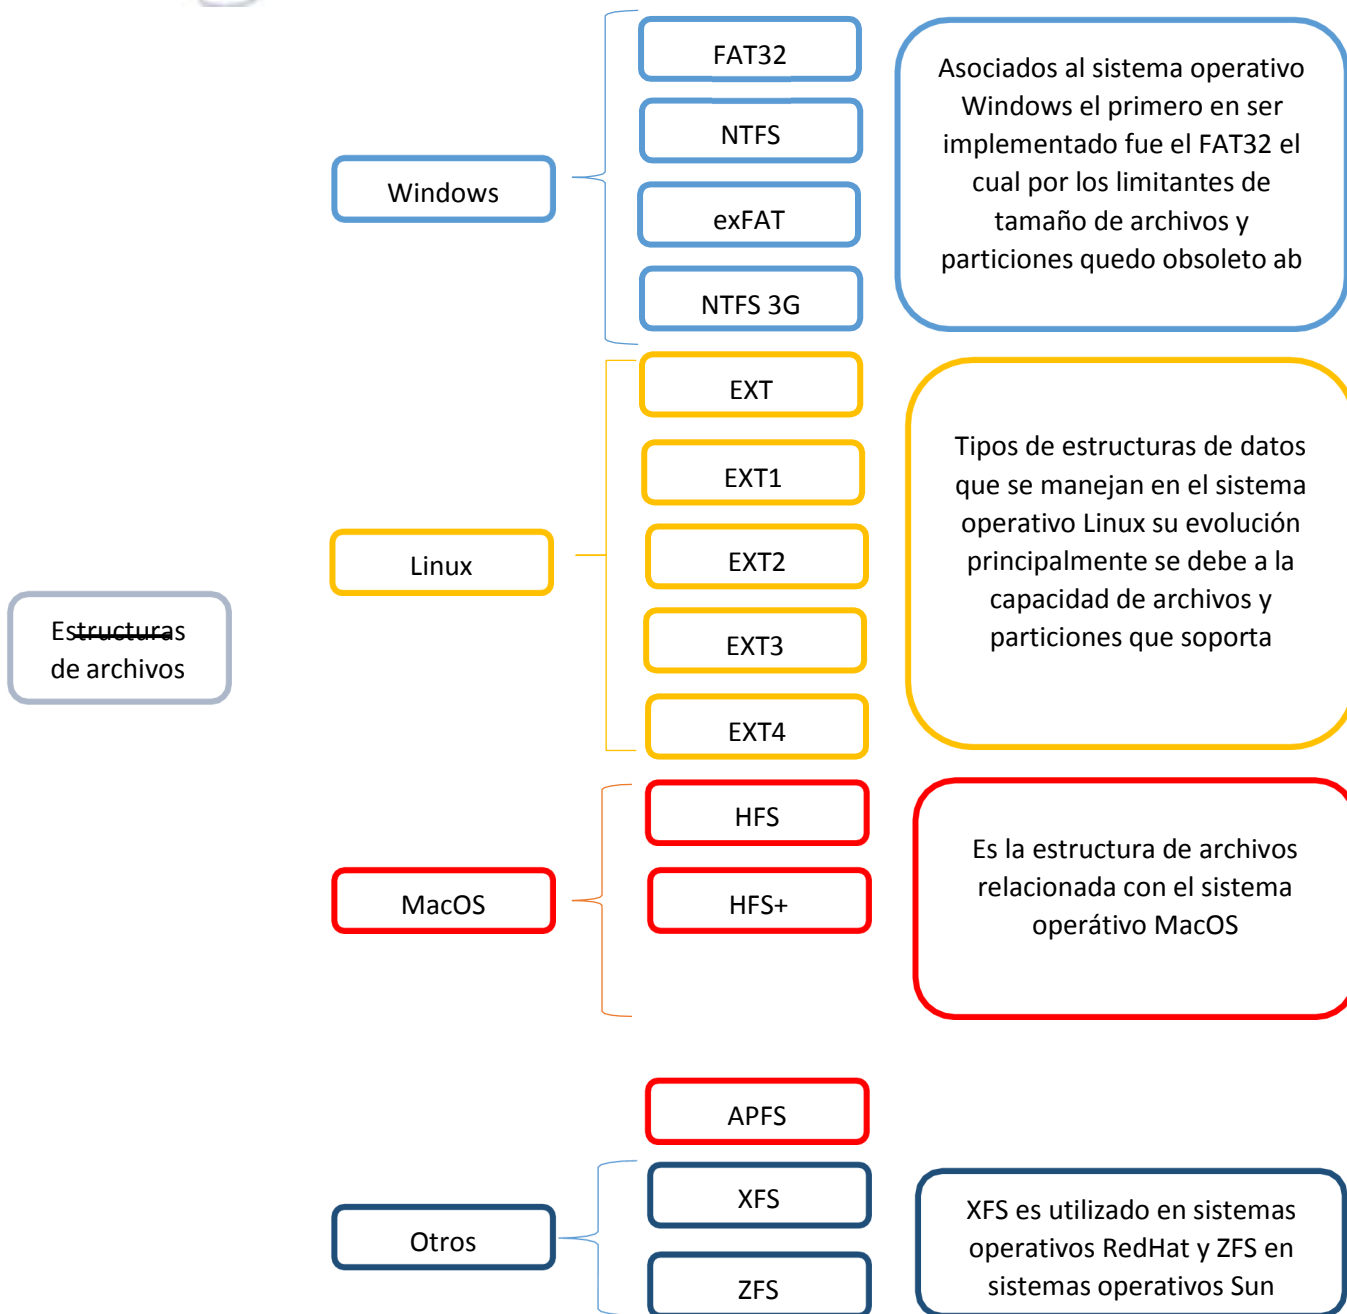 FAT32
NTFS
exFAT
NTFS 3G
Windows
Asociados al sistema operativo
Windows el primero en ser
implementado fue el FAT32 el
cual por los limitantes de
tamaño de archivos y
particiones quedo obsoleto ab
EXT
EXT1
EXT2
EXT3
EXT4
Linux
Tipos de estructuras de datos
que se manejan en el sistema
operativo Linux su evolución
principalmente se debe a la
capacidad de archivos y
particiones que soporta
Estructuras
de archivos
HFS
HFS+
MacOS
Es la estructura de archivos
relacionada con el sistema
operátivo MacOS
APFS
XFS
ZFS
Otros
XFS es utilizado en sistemas
operativos RedHat y ZFS en
sistemas operativos Sun